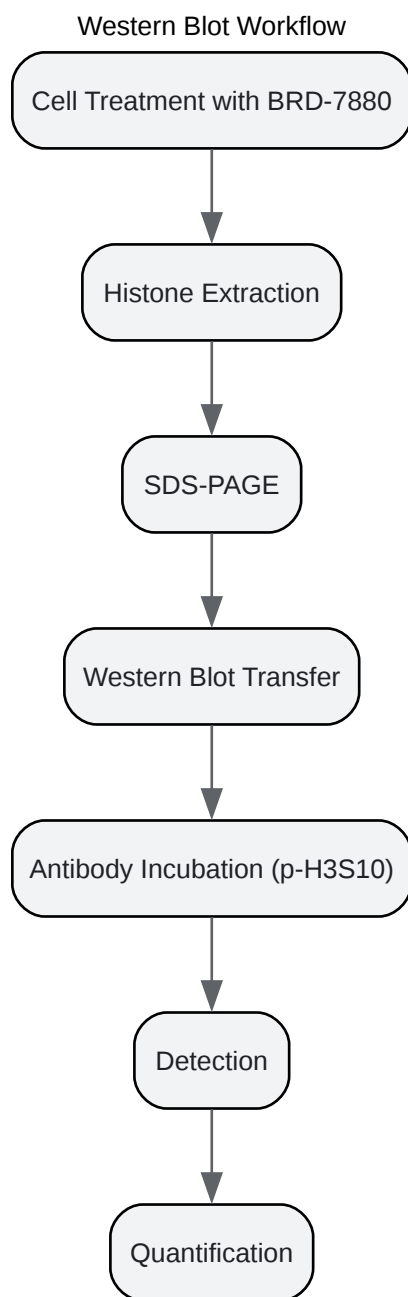 Western Blot Workflow
Cell Treatment with BRD-7880
Histone Extraction
SDS-PAGE
Western Blot Transfer
Antibody Incubation (p-H3S10)
Detection
Quantification